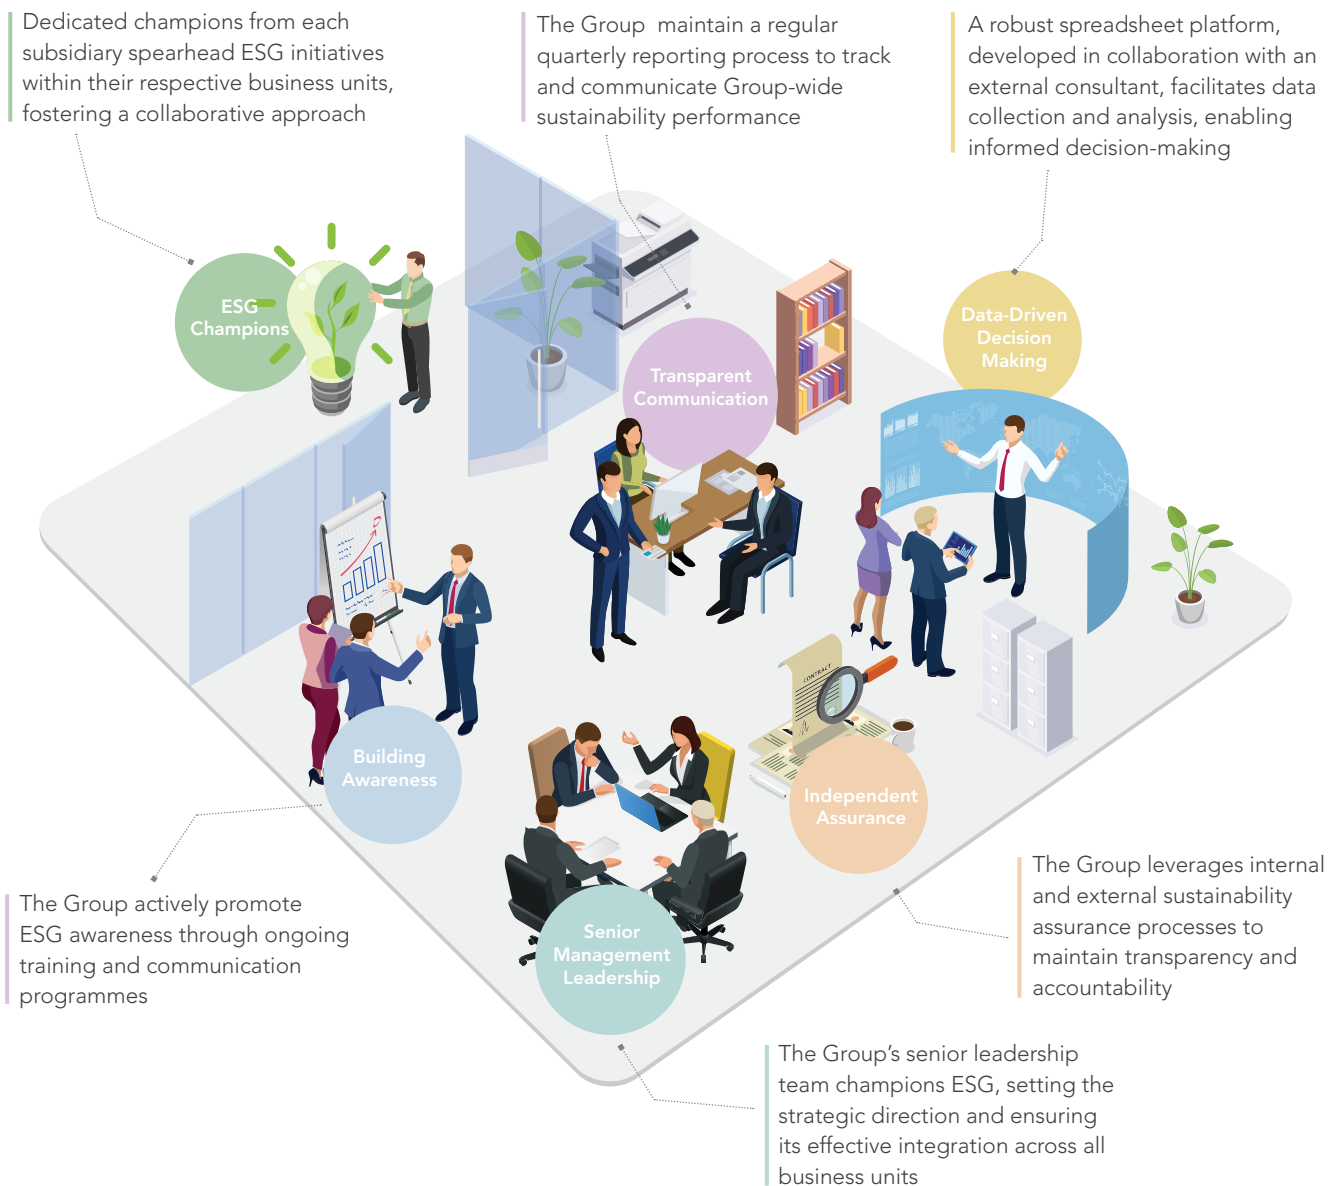 Dedicated champions from each
subsidiary spearhead ESG initiatives
within their respective business units,
fostering a collaborative approach
The Group maintain a regular
quarterly reporting process to track
and communicate Group-wide
sustainability performance
A robust spreadsheet platform,
developed in collaboration with an
external consultant, facilitates data
collection and analysis, enabling
informed decision-making
ESG
Champions
Transparent
Communication
Data-Driven
Decision
Making
CONTRACT
Building
Awareness
Independent
Assurance
Senior
Management
Leadership
The Group actively promote
ESG awareness through ongoing
training and communication
programmes
The Group leverages internal
and external sustainability
assurance processes to
maintain transparency and
accountability
The Group’s senior leadership
team champions ESG, setting the
strategic direction and ensuring
its effective integration across all
business units